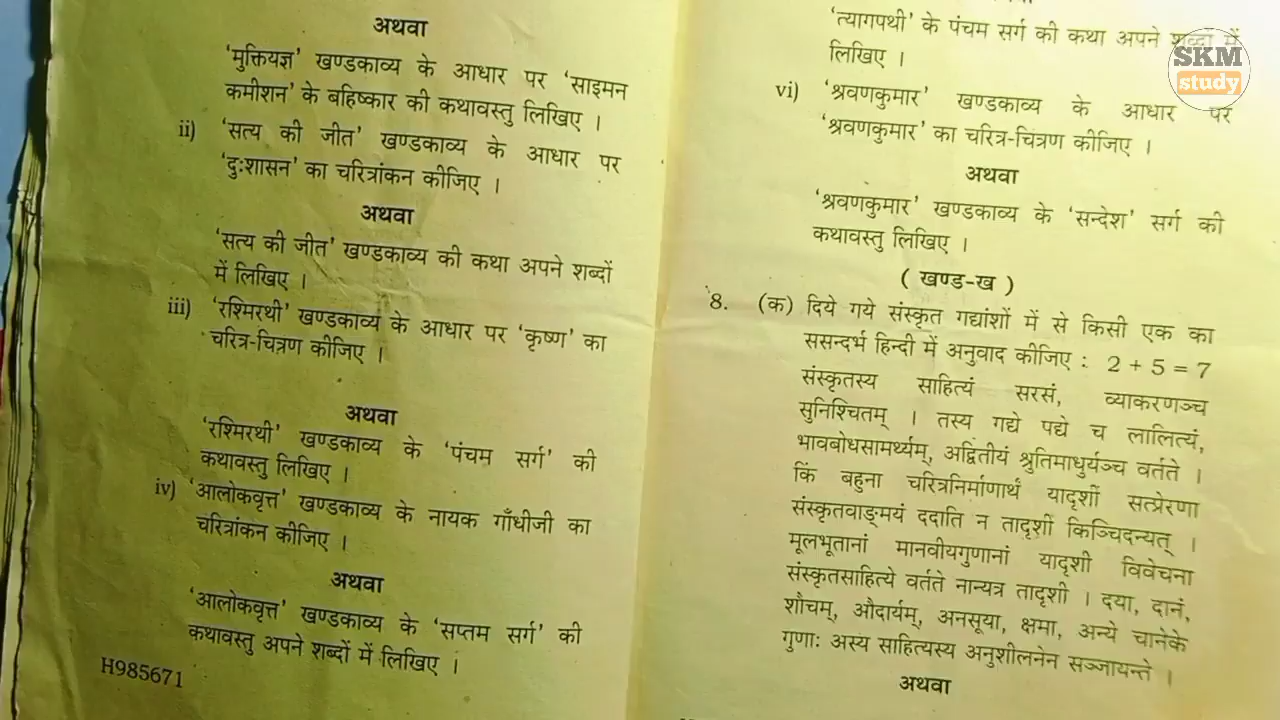 अथवा
'मुक्तियज्ञ' खण्डकाव्य के आधार पर 'साइमन
कमीशन' के बहिष्कार की कथावस्तु लिखिए ।
ii) 'सत्य की जीत' खण्डकाव्य के आधार पर
'दुःशासन' का चरित्रांकन कीजिए ।
अथवा
'सत्य की जीत' खण्डकाव्य की कथा अपने शब्दों
में लिखिए ।
iii) 'रश्मिरथी' खण्डकाव्य के आधार पर 'कृष्ण' का
चरित्र-चित्रण कीजिए ।
अथवा
'रश्मिरथी' खण्डकाव्य के 'पंचम सर्ग' की
कथावस्तु लिखिए ।
iv) 'आलोकवृत्त' खण्डकाव्य के नायक गाँधीजी का
चरित्रांकन कीजिए ।
अथवा
'आलोकवृत्त' खण्डकाव्य के 'सप्तम सर्ग' की
कथावस्तु अपने शब्दों में लिखिए ।
H985671
'त्यागपथी' के पंचम सर्ग की कथा अपने शब्दों में
लिखिए ।
vi) 'श्रवणकुमार' खण्डकाव्य के आधार पर
'श्रवणकुमार' का चरित्र-चित्रण कीजिए ।
अथवा
'श्रवणकुमार' खण्डकाव्य के 'सन्देश' सर्ग की
कथावस्तु लिखिए ।
( खण्ड-ख )
8. (क) दिये गये संस्कृत गद्यांशों में से किसी एक का
ससन्दर्भ हिन्दी में अनुवाद कीजिए : 2 + 5 = 7
संस्कृतस्य साहित्यं सरसं, व्याकरणञ्च
सुनिश्चितम् । तस्य गद्ये पद्ये च लालित्यं,
भावबोधसामर्थ्यम्, अद्वितीयं श्रुतिमाधुर्यञ्च वर्तते ।
किं बहुना चरित्रनिर्माणार्थं यादृशीं सत्प्रेरणा
संस्कृतवाङ्मयं ददाति न तादृशीं किञ्चिदन्यत् ।
मूलभूतानां मानवीयगुणानां यादृशी विवेचना
संस्कृतसाहित्ये वर्तते नान्यत्र तादृशी । दया, दानं,
शौचम्, औदार्यम्, अनसूया, क्षमा, अन्ये चानेके
गुणाः अस्य साहित्यस्य अनुशीलनेन सञ्जायन्ते ।
अथवा
SKM
study